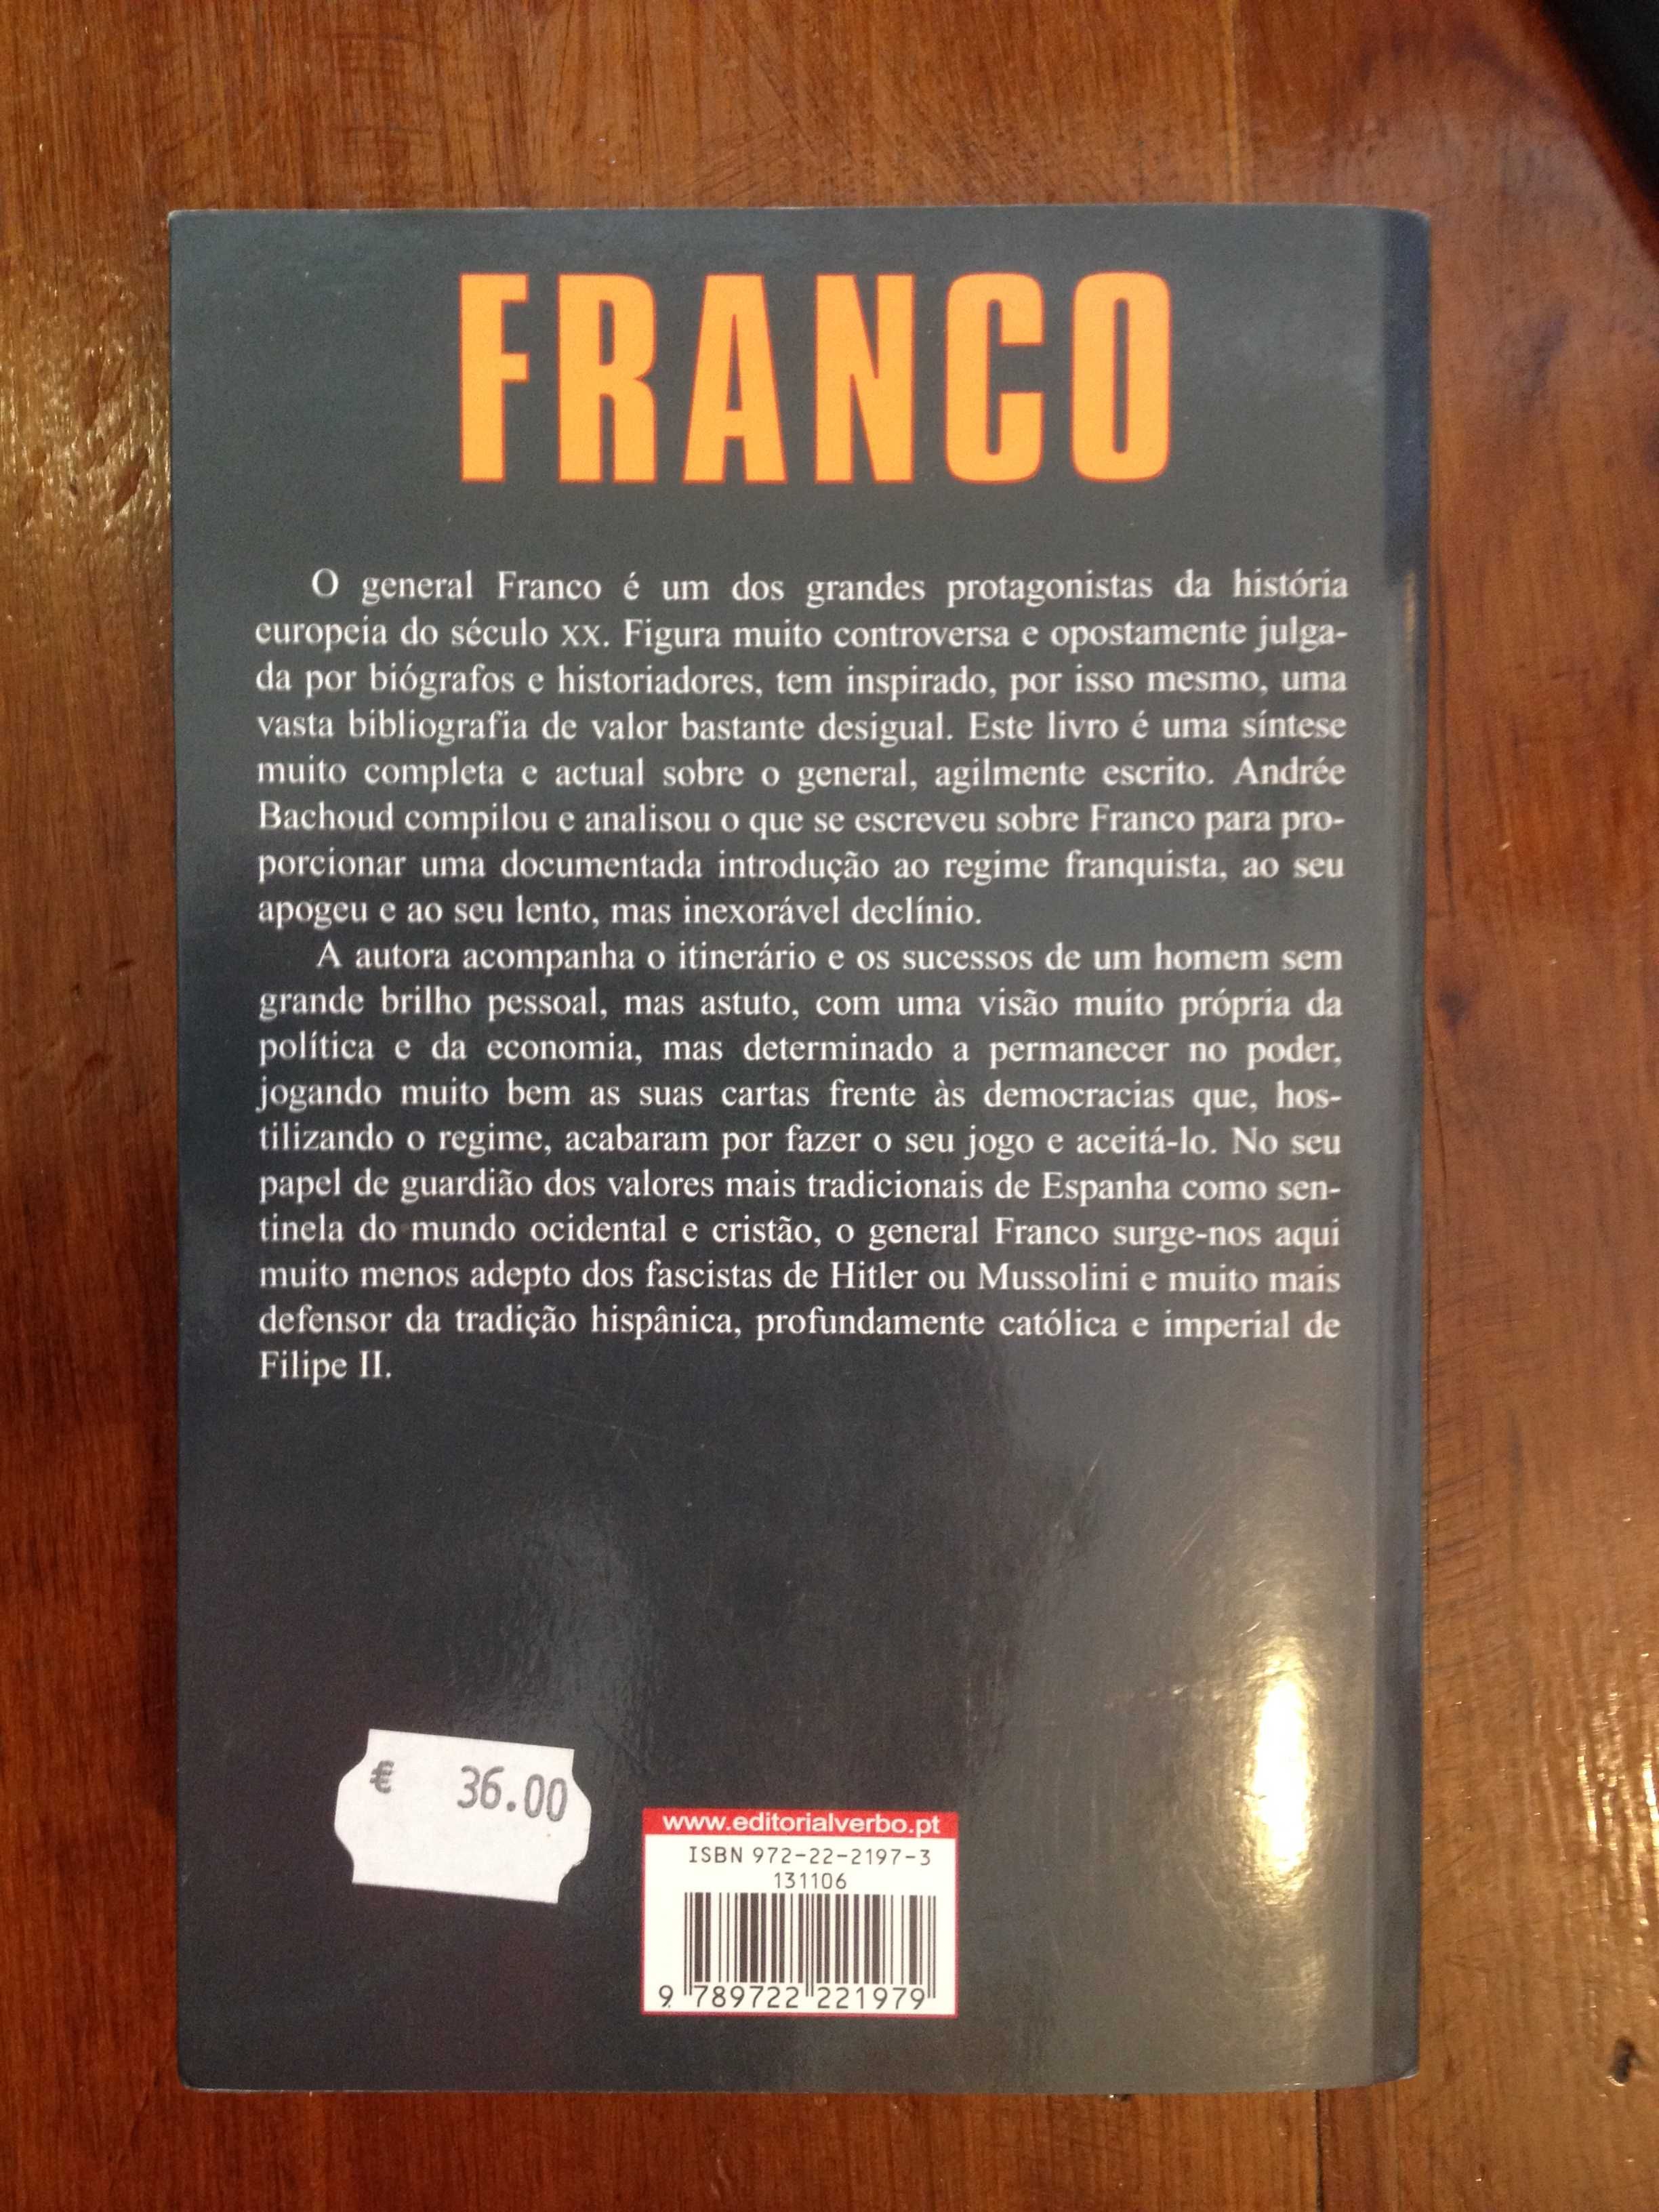 FRANCO
O general Franco é um dos grandes protagonistas da história
europeia do século XX. Figura muito controversa e opostamente julga-
da por biógrafos e historiadores, tem inspirado, por isso mesmo, uma
vasta bibliografia de valor bastante desigual. Este livro é uma síntese
muito completa e actual sobre o general, agilmente escrito. Andrée
Bachoud compilou e analisou o que se escreveu sobre Franco para pro-
porcionar uma documentada introdução ao regime franquista, ao seu
apogeu e ao seu lento, mas inexorável declínio.
A autora acompanha o itinerário e os sucessos de um homem sem
grande brilho pessoal, mas astuto, com uma visão muito própria da
política e da economia, mas determinado a permanecer no poder,
jogando muito bem as suas cartas frente às democracias que, hos-
tilizando o regime, acabaram por fazer o seu jogo e aceitá-lo. No seu
papel de guardião dos valores mais tradicionais de Espanha como sen-
tinela do mundo ocidental e cristão, o general Franco surge-nos aqui
muito menos adepto dos fascistas de Hitler ou Mussolini e muito mais
defensor da tradição hispânica, profundamente católica e imperial de
Filipe II.
€ 36.00
www.editorialverbo.pt
ISBN 972-22-2197-3
131106
9 789722 221979